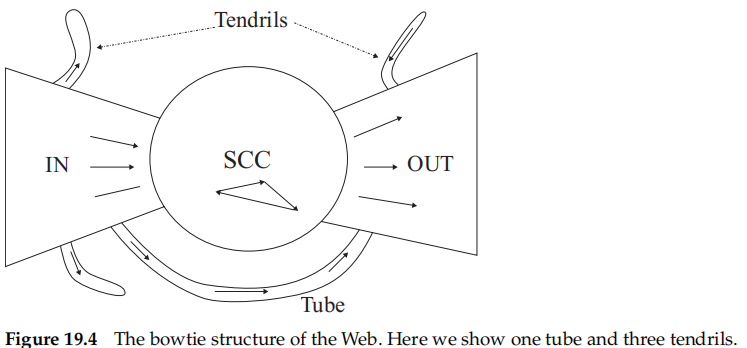 Tendrils
IN
SCC
OUT
Tube
Figure 19.4 The bowtie structure of the Web. Here we show one tube and three tendrils.